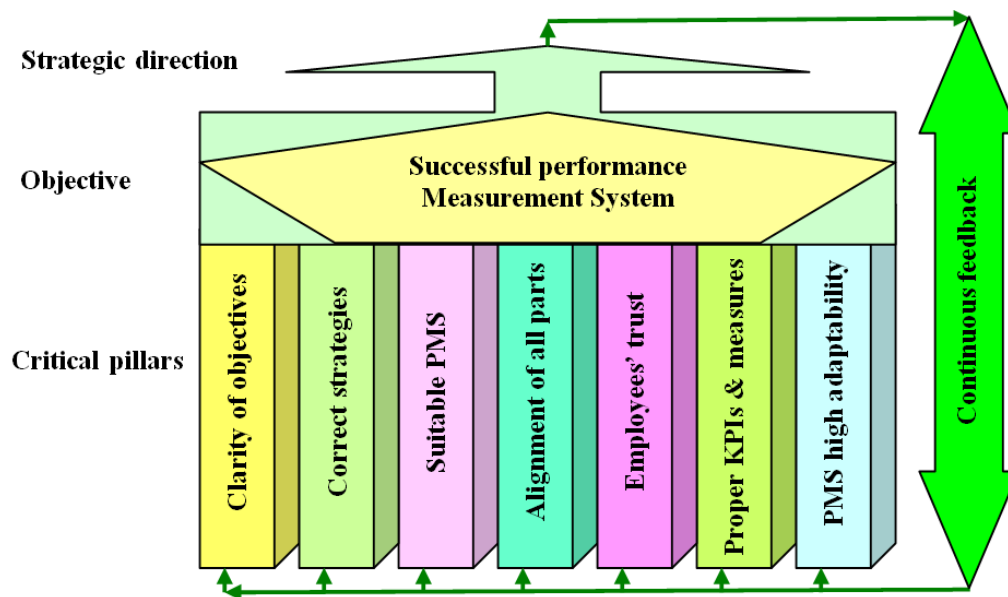 Strategic direction
Objective
Successful performance
Measurement System
Critical pillars
Clarity of objectives
Correct strategies
Suitable PMS
Alignment of all parts
Employees’ trust
Proper KPIs & measures
PMS high adaptability
Continuous feedback